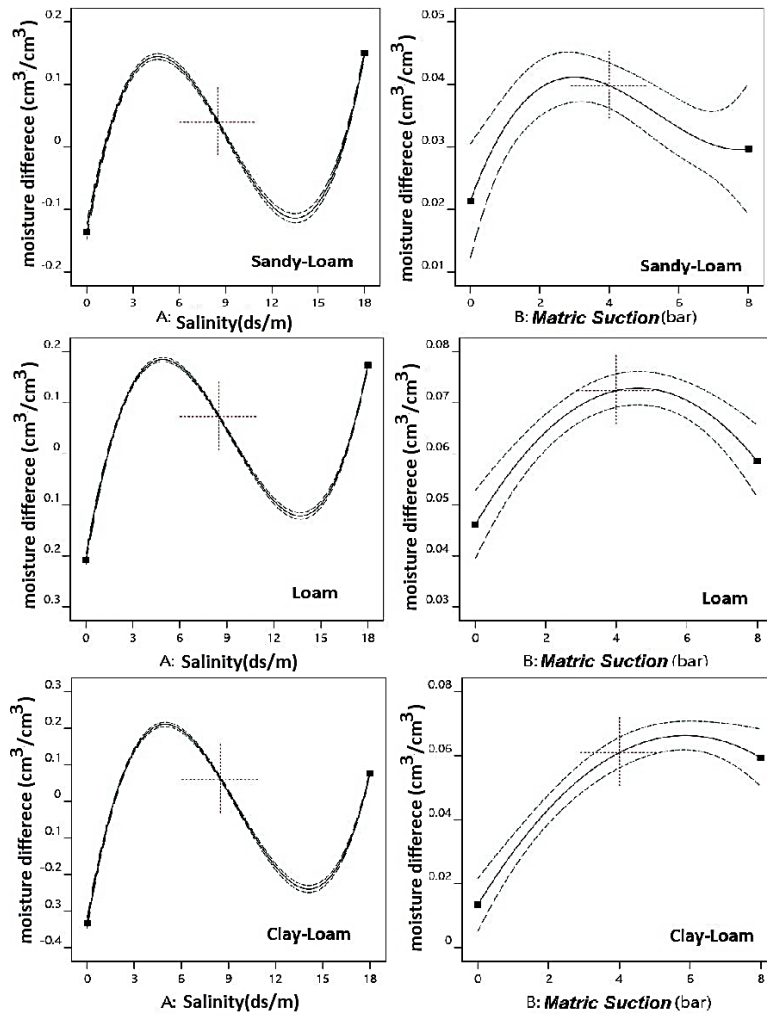 moisture differece (cm³/cm³)
0.2
0.1
0
-0.1
-0.2
Sandy-Loam
0 3 6 9 12 15 18
A: Salinity(ds/m)
moisture differece (cm³/cm³)
0.05
0.04
0.03
0.02
0.01
Sandy-Loam
0 2 4 6 8
B: Matric Suction (bar)
moisture differece (cm³/cm³)
0.2
0.1
0
0.1
0.2
0.3
Loam
0 3 6 9 12 15 18
A: Salinity(ds/m)
moisture differece (cm³/cm³)
0.08
0.07
0.06
0.05
0.04
0.03
Loam
0 2 4 6 8
B: Matric Suction (bar)
moisture differece (cm³/cm³)
0.3
0.2
0.1
0
0.1
-0.2
0.3
-0.4
Clay-Loam
0 3 6 9 12 15 18
A: Salinity(ds/m)
moisture differece (cm³/cm³)
0.08
0.06
0.04
0.02
0
Clay-Loam
0 2 4 6 8
B: Matric Suction (bar)